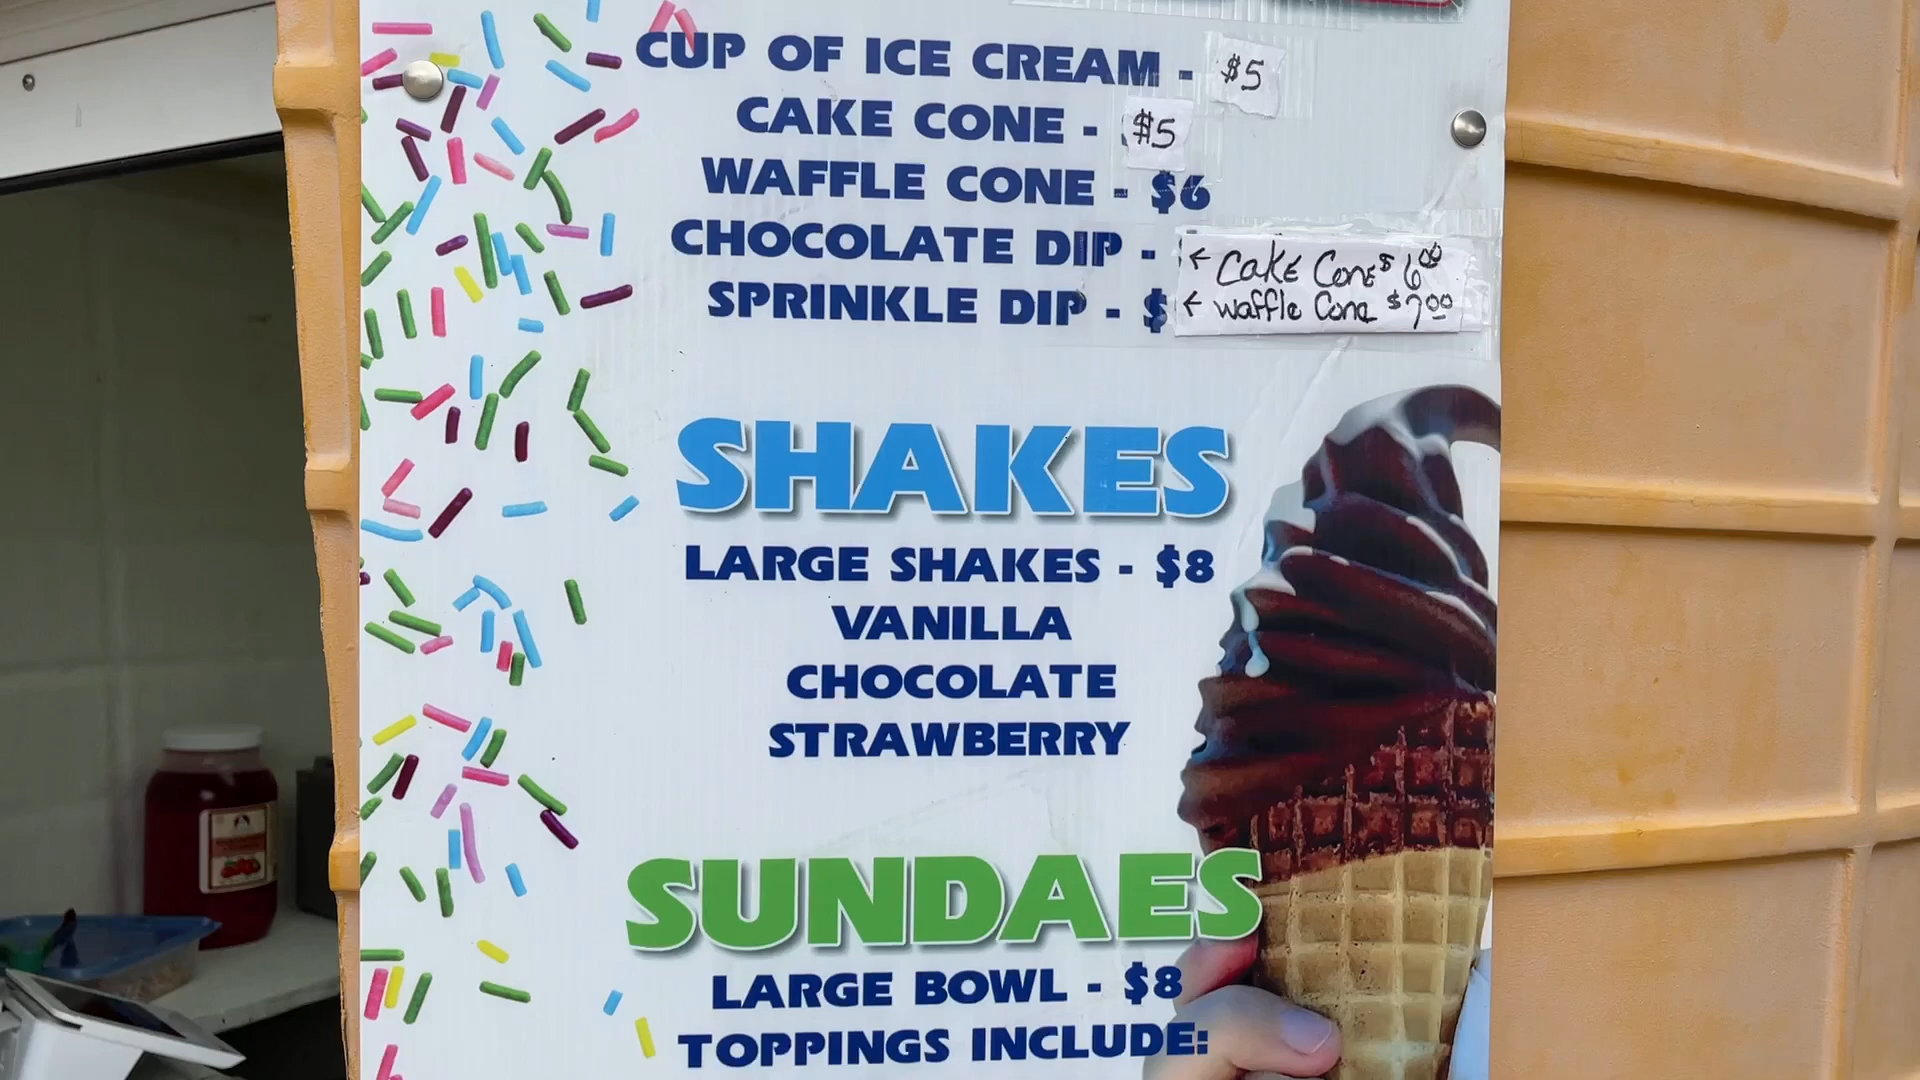 CUP OF ICE CREAM - $5
CAKE CONE - $5
WAFFLE CONE - $6
CHOCOLATE DIP - ← Cake Cone $6.00
SPRINKLE DIP - $ ← Waffle Cone $7.00
SHAKES
LARGE SHAKES - $8
VANILLA
CHOCOLATE
STRAWBERRY
SUNDAES
LARGE BOWL - $8
TOPPINGS INCLUDE: